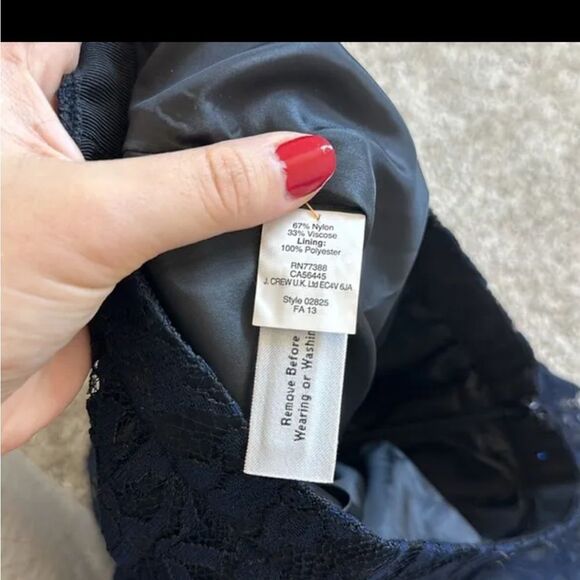 67% Nylon
33% Viscose
Lining:
100% Polyester
RN77388
CA56445
J. CREW U.K. Ltd EC4V 6JA
Style 02825
FA 13
Remove Before
Wearing or Washin